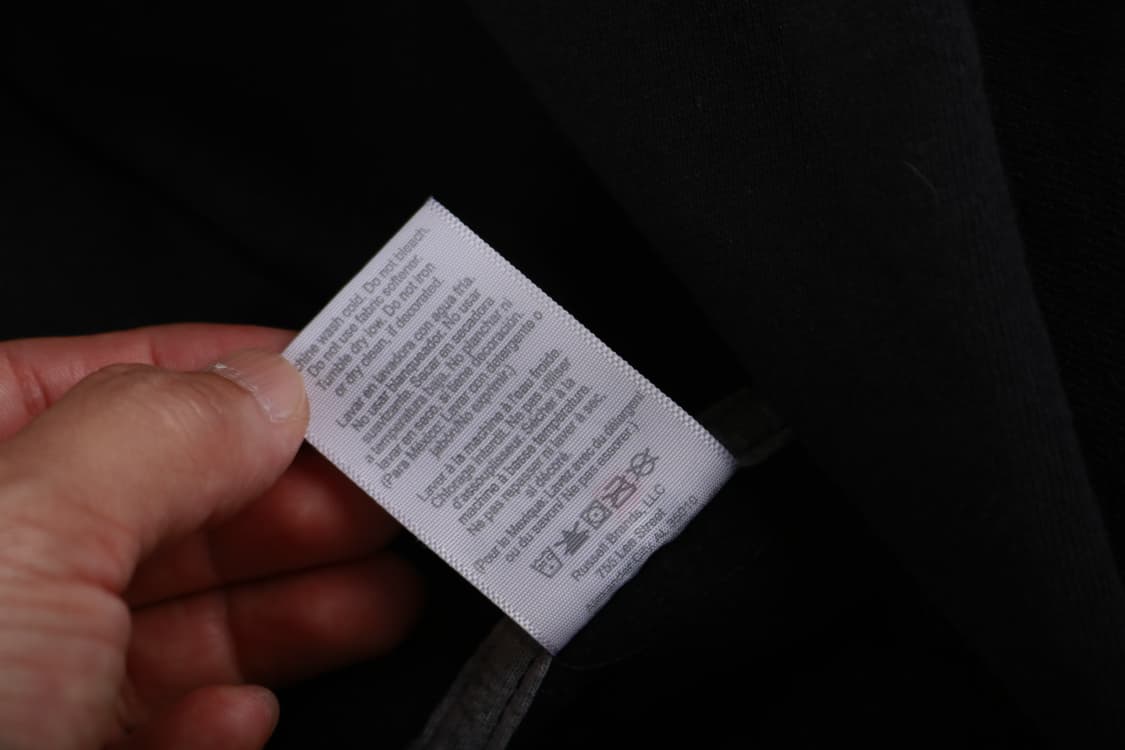 hine wash cold. Do not bleach.
Do not use fabric softener.
Tumble dry low. Do not iron
or dry clean, if decorated.
Lavar en lavadora con agua fría.
No usar blanqueador. No usar
suavizante. Secar en secadora
a temperatura baja. No planchar ni
lavar en seco, si tiene decoración.
(Para México: Lavar con detergente o
jabón/No exprimir.)
Laver à la machine à l'eau froide.
Chlorage interdit. Ne pas utiliser
d'assouplisseur. Sécher à la
machine à basse température.
Ne pas repasser ni laver à sec,
si décoré.
(Pour le Mexique: Laver avec du détergent
ou du savon/ Ne pas essorer.)
Russell Brands, LLC
755 Lee Street
City, AL